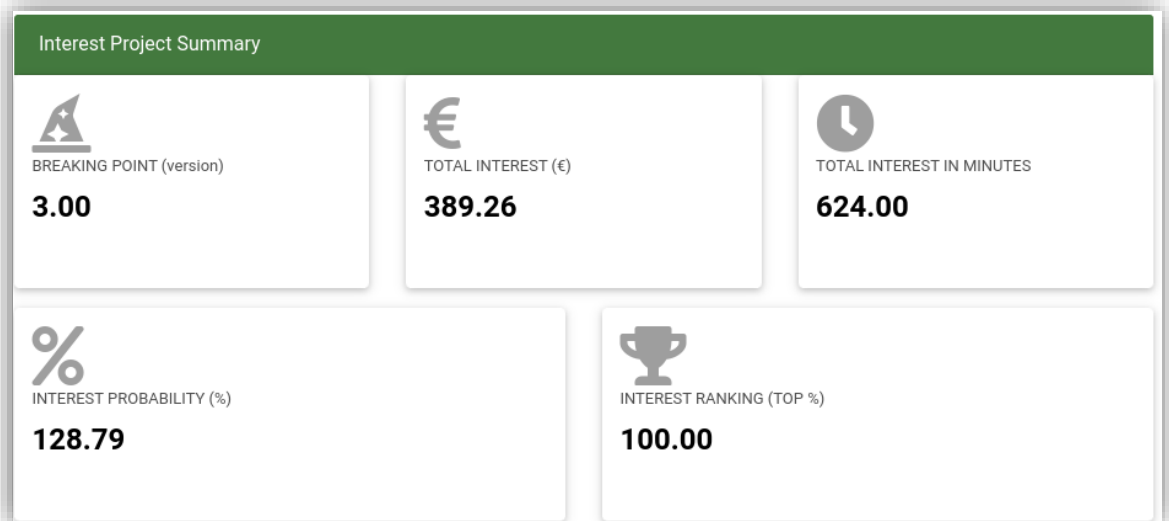 Interest Project Summary
BREAKING POINT (version)
3.00
TOTAL INTEREST (€)
389.26
TOTAL INTEREST IN MINUTES
624.00
INTEREST PROBABILITY (%)
128.79
INTEREST RANKING (TOP %)
100.00